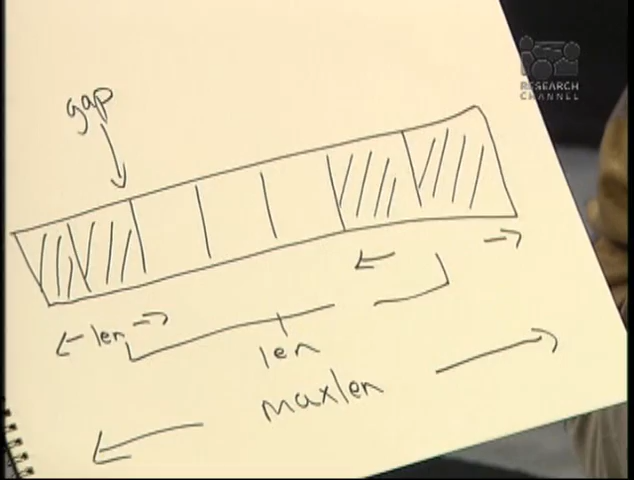 RESEARCH
CHANNEL
gap
len
len
maxlen